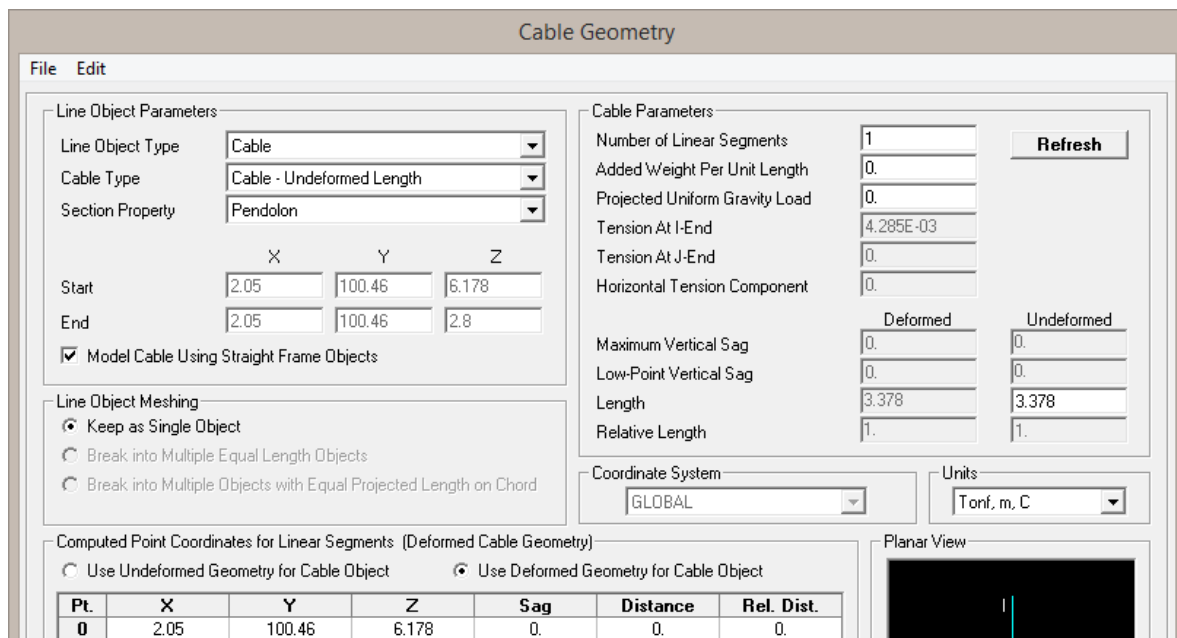 Cable Geometry
File Edit
Line Object Parameters
Line Object Type Cable
Cable Type Cable - Undeformed Length
Section Property Pendolon
X Y Z
Start 2.05 100.46 6.178
End 2.05 100.46 2.8
Model Cable Using Straight Frame Objects
Line Object Meshing
Keep as Single Object
Break into Multiple Equal Length Objects
Break into Multiple Objects with Equal Projected Length on Chord
Cable Parameters
Number of Linear Segments 1 Refresh
Added Weight Per Unit Length 0.
Projected Uniform Gravity Load 0.
Tension At I-End 4.285E-03
Tension At J-End 0.
Horizontal Tension Component 0.
Deformed Undeformed
Maximum Vertical Sag 0. 0.
Low-Point Vertical Sag 0. 0.
Length 3.378 3.378
Relative Length 1. 1.
Coordinate System
GLOBAL
Units
Tonf, m, C
Computed Point Coordinates for Linear Segments (Deformed Cable Geometry)
Use Undeformed Geometry for Cable Object Use Deformed Geometry for Cable Object
Pt. X Y Z Sag Distance Rel. Dist.
0 2.05 100.46 6.178 0. 0. 0.
Planar View
I